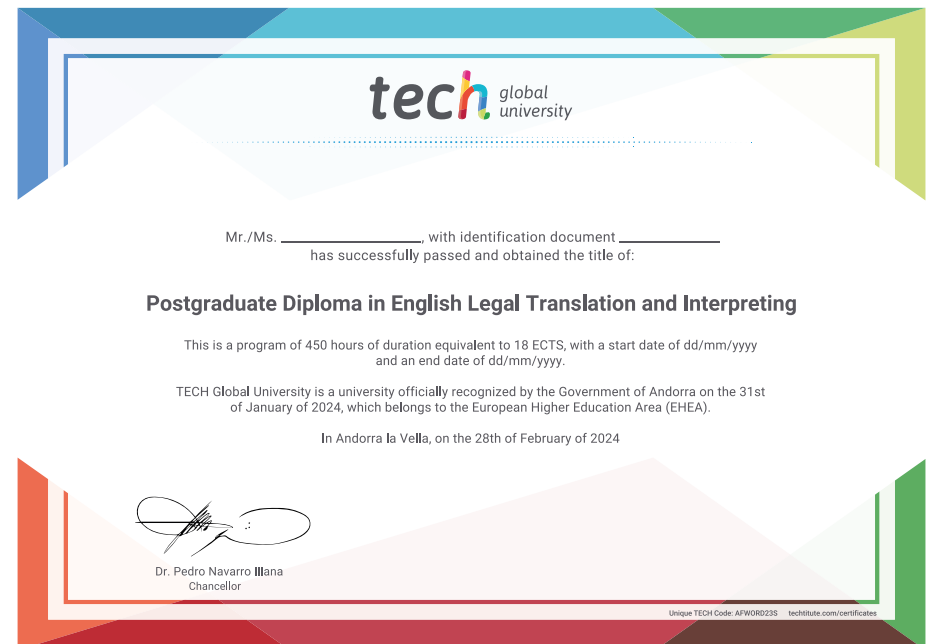 tech global
university
Mr./Ms. ____________, with identification document ____________
has successfully passed and obtained the title of:
Postgraduate Diploma in English Legal Translation and Interpreting
This is a program of 450 hours of duration equivalent to 18 ECTS, with a start date of dd/mm/yyyy
and an end date of dd/mm/yyyy.
TECH Global University is a university officially recognized by the Government of Andorra on the 31st
of January of 2024, which belongs to the European Higher Education Area (EHEA).
In Andorra la Vella, on the 28th of February of 2024
Dr. Pedro Navarro Illana
Chancellor
Unique TECH Code: AFWORD23S techtitute.com/certificates